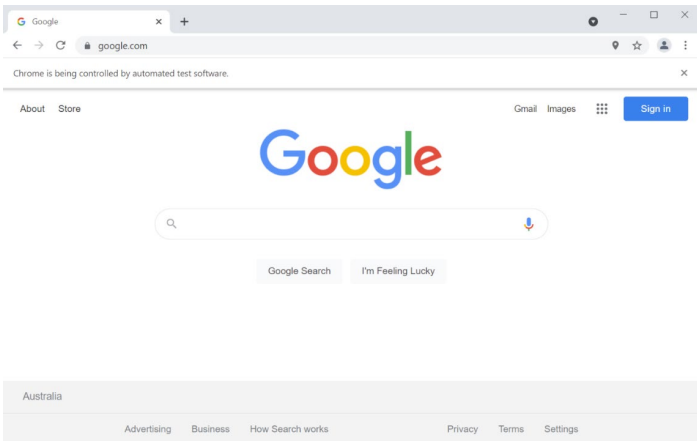 Google
google.com
Chrome is being controlled by automated test software.
About Store Gmail Images Sign in
Google
Google Search I'm Feeling Lucky
Australia
Advertising Business How Search works Privacy Terms Settings